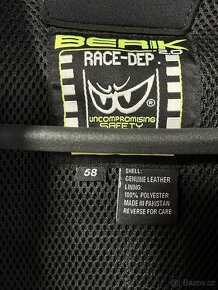 BERIK 2.0
RACE-DEP.
®
UNCOMPROMISING
SAFETY
58
SHELL:
GENUINE LEATHER
LINING:
100% POLYESTER
MADE IN PAKISTAN
REVERSE FOR CARE
Bazoš.cz